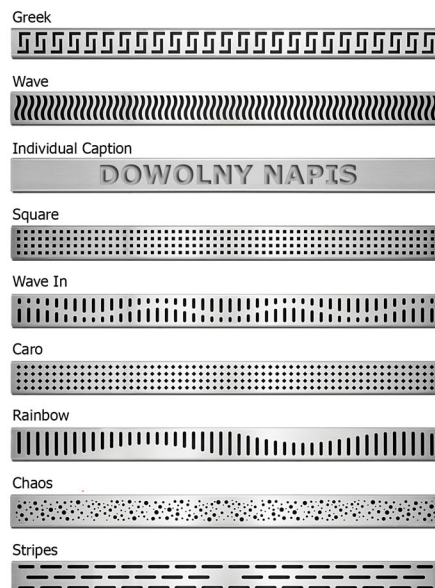 Greek
Wave
Individual Caption
DOWOLNY NAPIS
Square
Wave In
Caro
Rainbow
Chaos
Stripes